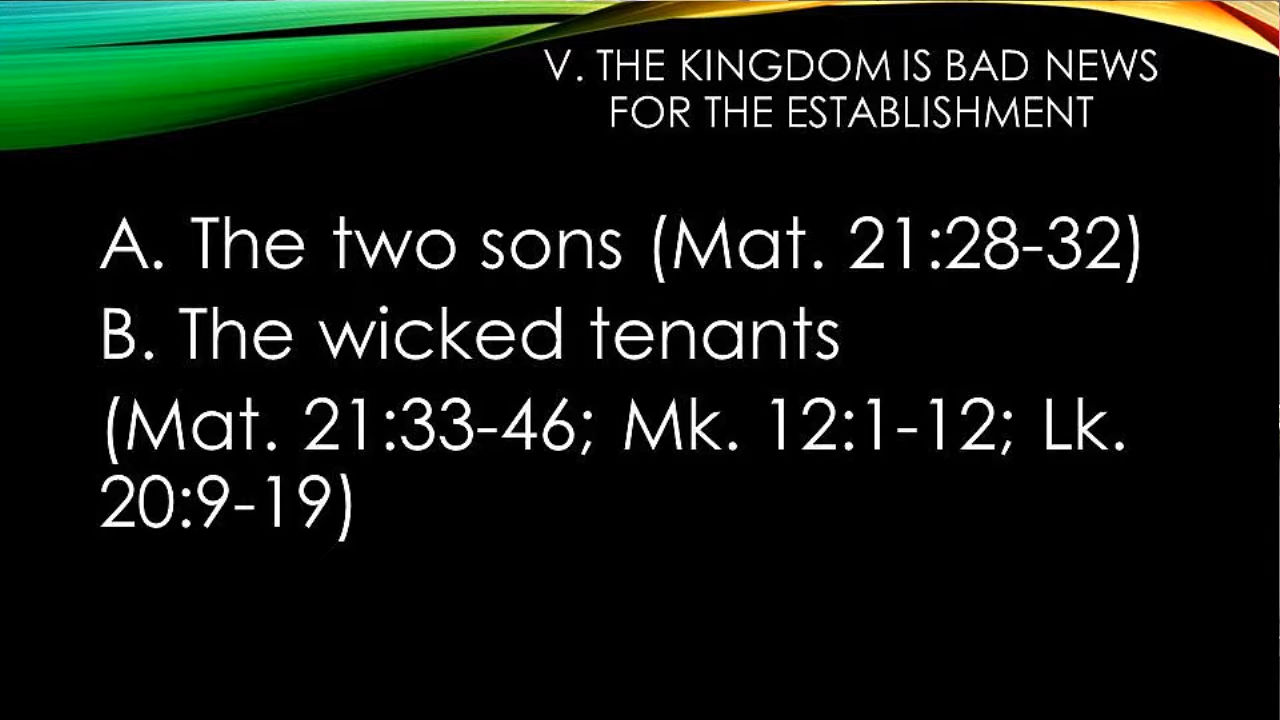 V. THE KINGDOM IS BAD NEWS
FOR THE ESTABLISHMENT
A. The two sons (Mat. 21:28-32)
B. The wicked tenants
(Mat. 21:33-46; Mk. 12:1-12; Lk.
20:9-19)